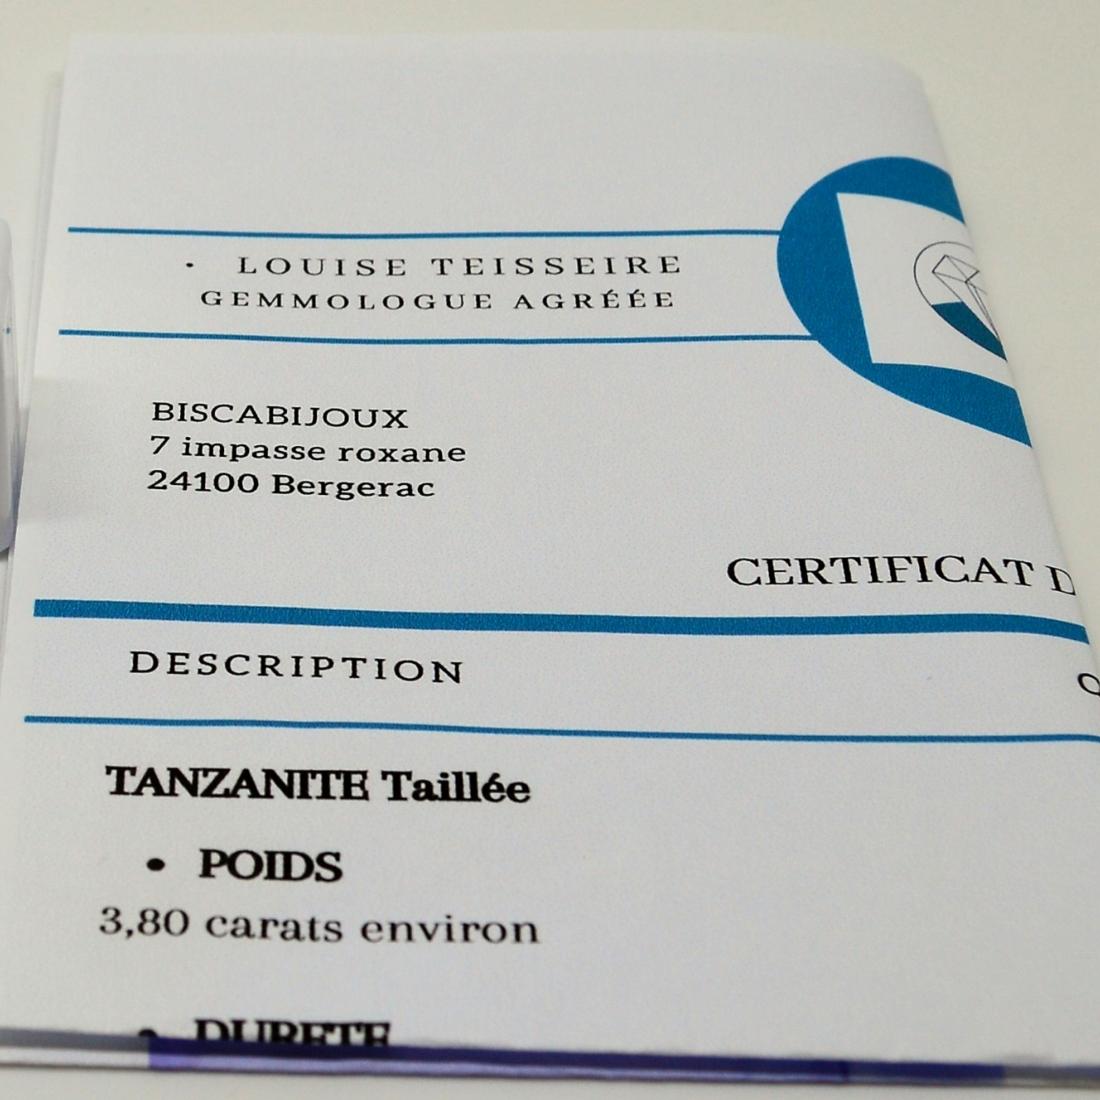 · LOUISE TEISSEIRE
GEMMOLOGUE AGRÉÉE
BISCABIJOUX
7 impasse roxane
24100 Bergerac
CERTIFICAT D
DESCRIPTION
TANZANITE Taillée
• POIDS
3,80 carats environ
• DURETE